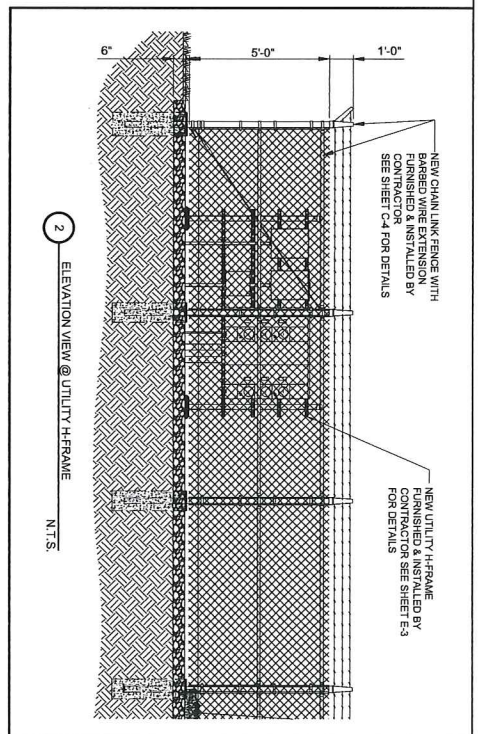 6"
5'-0"
1'-0"
NEW CHAIN LINK FENCE WITH
BARBED WIRE EXTENSION
FURNISHED & INSTALLED BY
CONTRACTOR
SEE SHEET C-4 FOR DETAILS
NEW UTILITY H-FRAME
FURNISHED & INSTALLED BY
CONTRACTOR SEE SHEET E-3
FOR DETAILS
2
ELEVATION VIEW @ UTILITY H-FRAME
N.T.S.